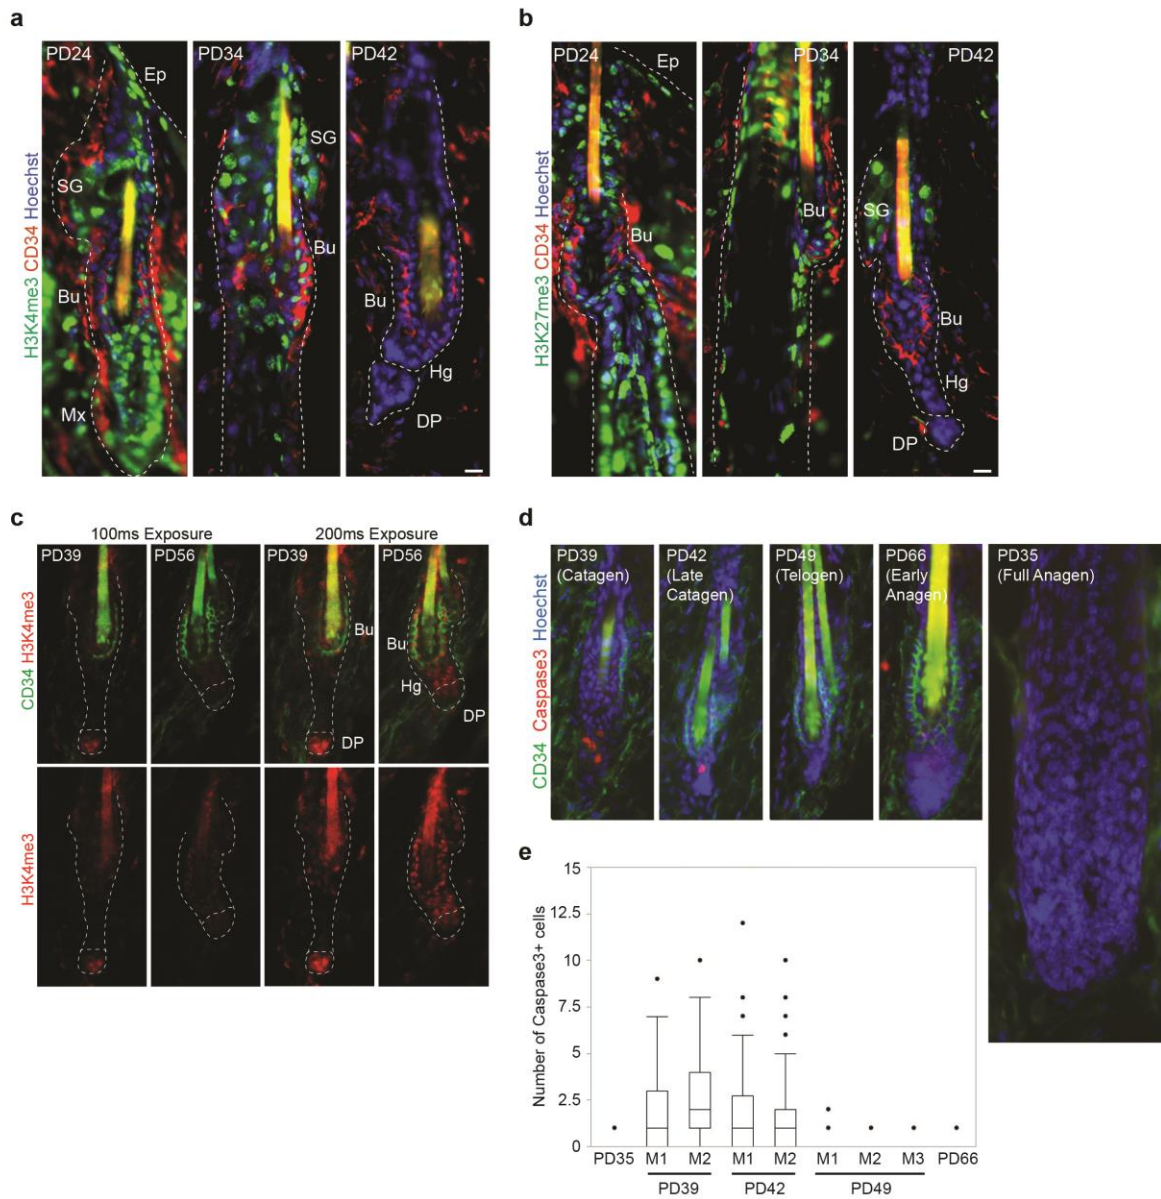 a
H3K4me3 CD34 Hoechst
PD24
Ep
SG
Bu
Mx
PD34
SG
Bu
PD42
Bu
Hg
DP
b
H3K27me3 CD34 Hoechst
PD24
Ep
Bu
PD34
Bu
PD42
SG
Bu
Hg
DP
c
100ms Exposure
200ms Exposure
CD34 H3K4me3
PD39
PD56
Bu
Hg
DP
PD39
Bu
DP
PD56
H3K4me3
d
CD34 Caspase3 Hoechst
PD39
(Catagen)
PD42
(Late
Catagen)
PD49
(Telogen)
PD66
(Early
Anagen)
PD35
(Full Anagen)
e
Number of Caspase3+ cells
15
12.5
10
7.5
5
2.5
0
PD35 M1 M2 M1 M2 M1 M2 M3 PD66
PD39 PD42 PD49